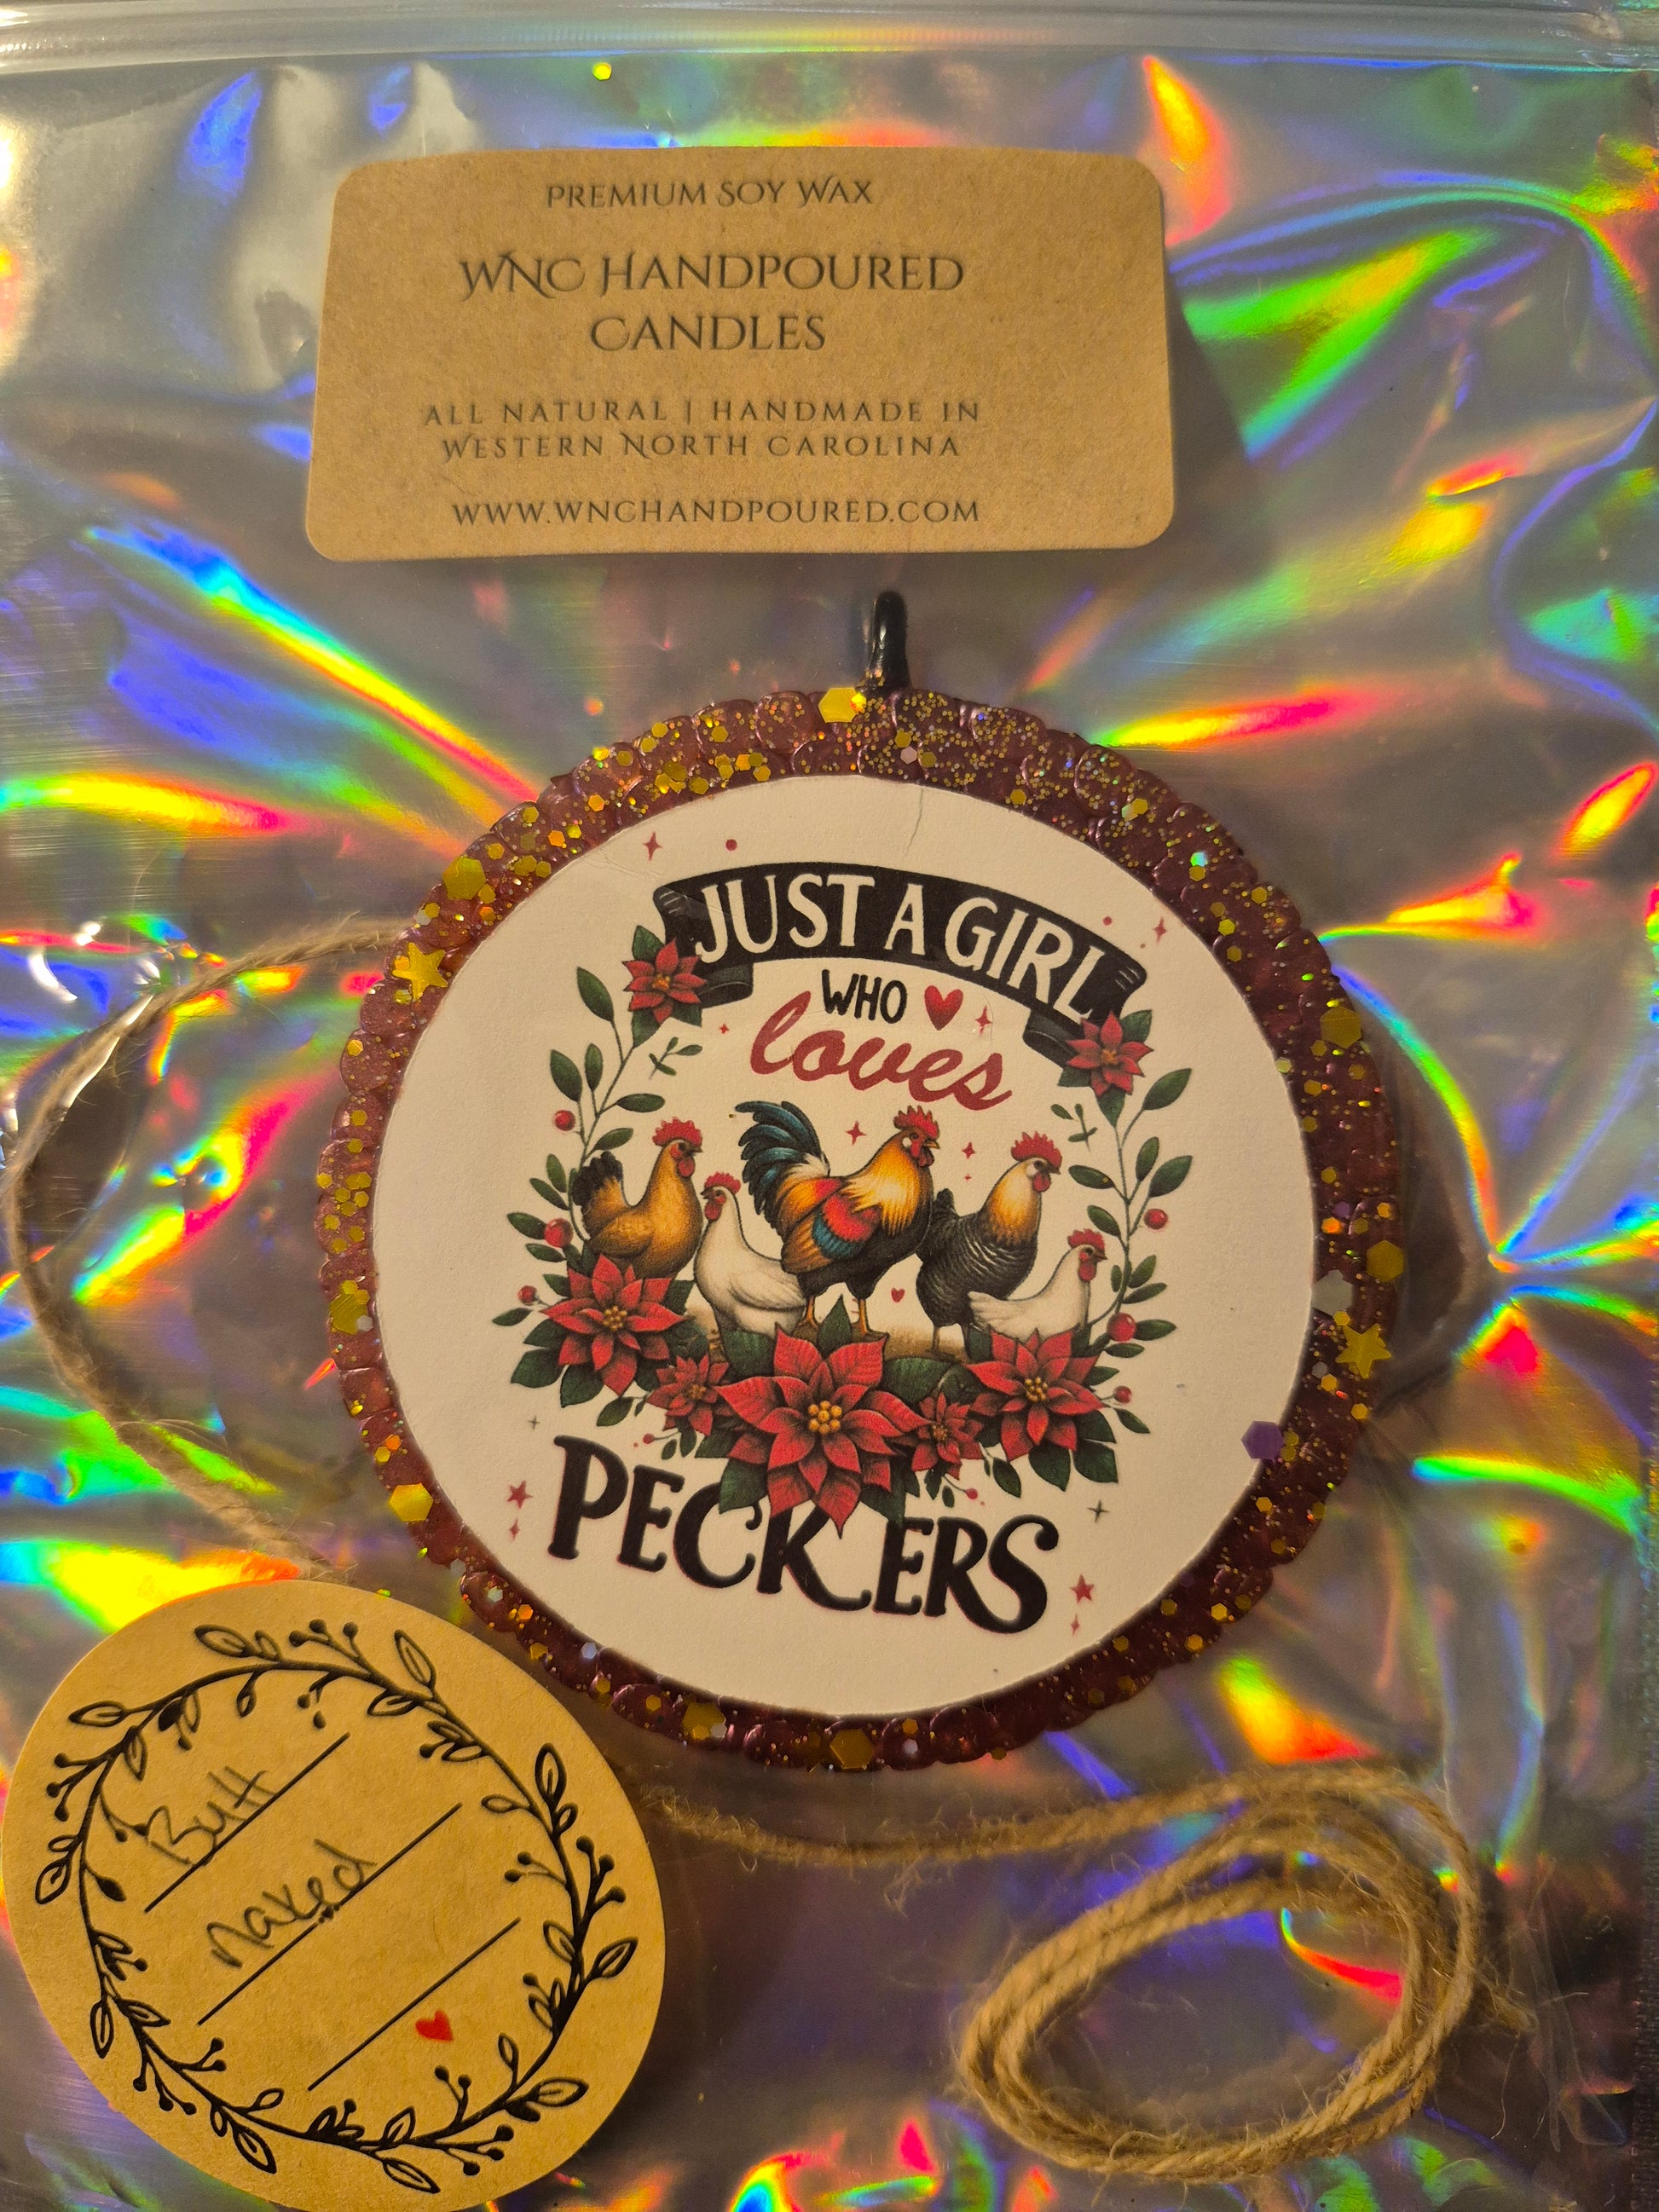 PREMIUM SOY WAX
WNC HANDPOURED
CANDLES
ALL NATURAL | HANDMADE IN
WESTERN NORTH CAROLINA
WWW.WNCHANDPOURED.COM
JUST A GIRL
WHO
loves
PECKERS
Butt
Naked